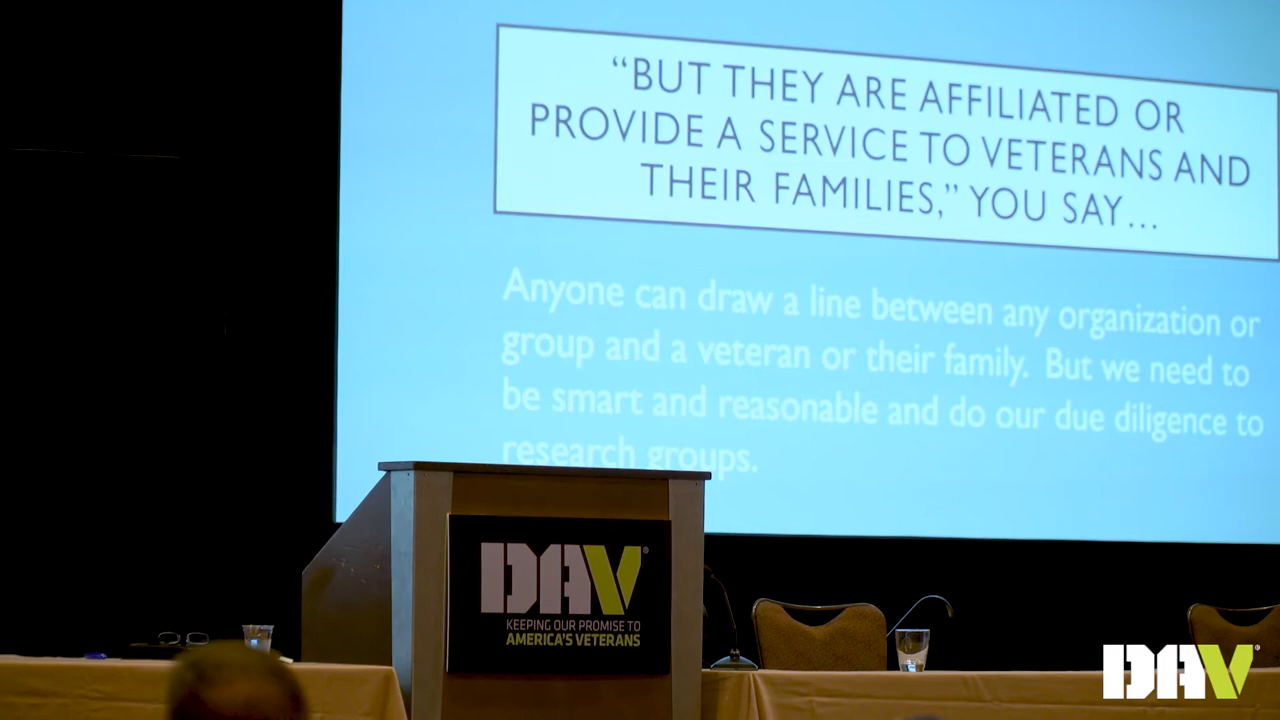 “BUT THEY ARE AFFILIATED OR
PROVIDE A SERVICE TO VETERANS AND
THEIR FAMILIES,” YOU SAY…
Anyone can draw a line between any organization or
group and a veteran or their family. But we need to
be smart and reasonable and do our due diligence to
research groups.
DAV®
KEEPING OUR PROMISE TO
AMERICA'S VETERANS
DAV®